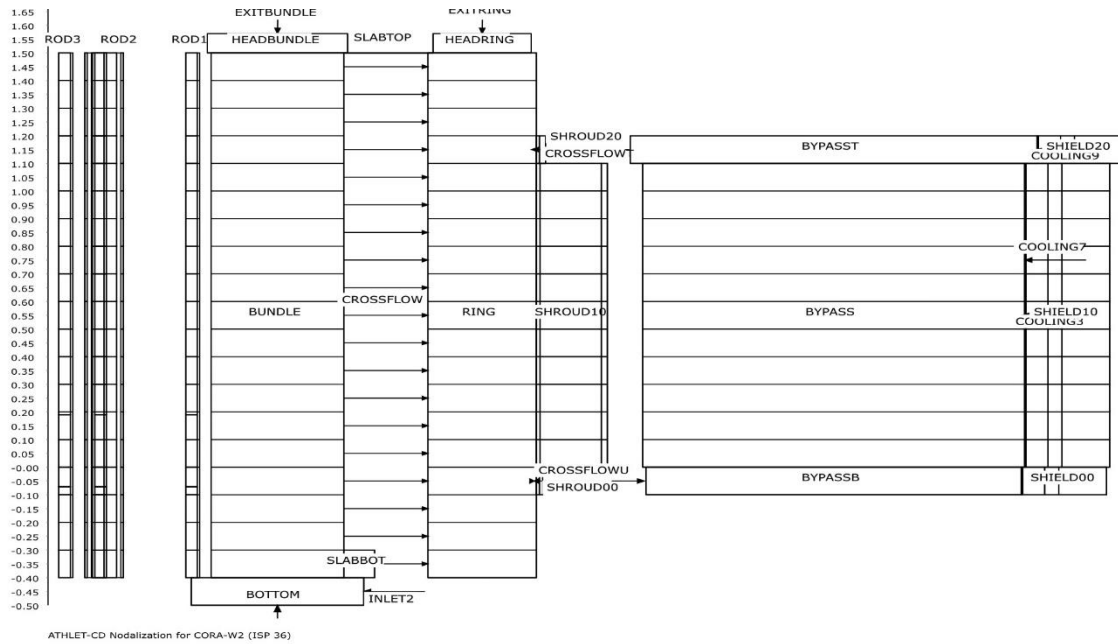 1.65
EXITBUNDLE
EXITRING
1.60
1.55
ROD3
ROD2
ROD1
HEADBUNDLE
SLABTOP
HEADRING
1.50
1.45
1.40
1.35
1.30
1.25
1.20
SHROUD20
1.15
CROSSFLOW
BYPASST
SHIELD20
COOLING9
1.10
1.05
1.00
0.95
0.90
0.85
0.80
COOLING7
0.75
0.70
0.65
0.60
CROSSFLOW
0.55
BUNDLE
RING
SHROUD10
BYPASS
SHIELD10
COOLING3
0.50
0.45
0.40
0.35
0.30
0.25
0.20
0.15
0.10
0.05
-0.00
CROSSFLOWU
-0.05
BYPASSB
SHIELD00
SHROUD00
-0.10
-0.15
-0.20
-0.25
-0.30
SLABBOT
-0.35
-0.40
-0.45
BOTTOM
INLET2
-0.50
ATHLET-CD Nodalization for CORA-W2 (ISP 36)